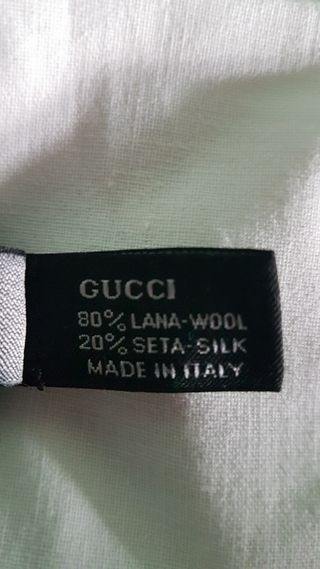 GUCCI
80% LANA-WOOL
20% SETA-SILK
MADE IN ITALY